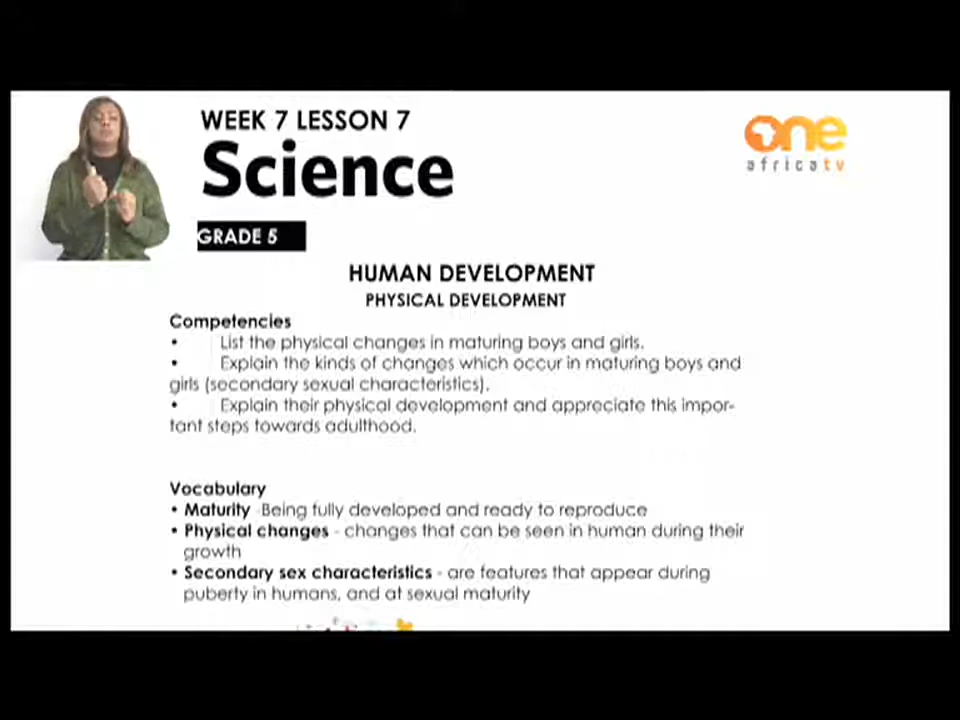 WEEK 7 LESSON 7
Science
GRADE 5
one
africa tv
HUMAN DEVELOPMENT
PHYSICAL DEVELOPMENT
Competencies
• List the physical changes in maturing boys and girls.
• Explain the kinds of changes which occur in maturing boys and
girls (secondary sexual characteristics).
• Explain their physical development and appreciate this impor-
tant steps towards adulthood.
Vocabulary
• Maturity Being fully developed and ready to reproduce
• Physical changes - changes that can be seen in human during their
growth
• Secondary sex characteristics - are features that appear during
puberty in humans, and at sexual maturity